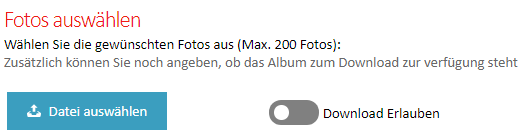 Fotos auswählen
Wählen Sie die gewünschten Fotos aus (Max. 200 Fotos):
Zusätzlich können Sie noch angeben, ob das Album zum Download zur verfügung steht
Datei auswählen
Download Erlauben